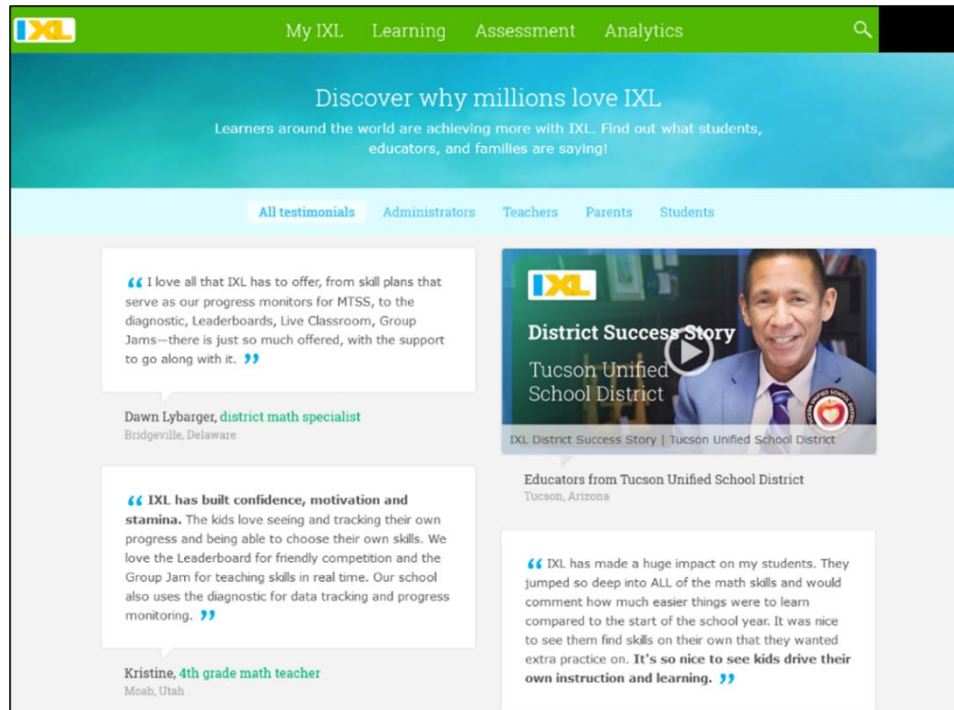 IXL
My IXL Learning Assessment Analytics
Discover why millions love IXL
Learners around the world are achieving more with IXL. Find out what students,
educators, and families are saying!
All testimonials Administrators Teachers Parents Students
“ I love all that IXL has to offer, from skill plans that
serve as our progress monitors for MTSS, to the
diagnostic, Leaderboards, Live Classroom, Group
Jams—there is just so much offered, with the support
to go along with it. ”
Dawn Lybarger, district math specialist
Bridgeville, Delaware
“ IXL has built confidence, motivation and
stamina. The kids love seeing and tracking their own
progress and being able to choose their own skills. We
love the Leaderboard for friendly competition and the
Group Jam for teaching skills in real time. Our school
also uses the diagnostic for data tracking and progress
monitoring. ”
Kristine, 4th grade math teacher
Moab, Utah
IXL
District Success Story
Tucson Unified
School District
IXL District Success Story | Tucson Unified School District
Educators from Tucson Unified School District
Tucson, Arizona
“ IXL has made a huge impact on my students. They
jumped so deep into ALL of the math skills and would
comment how much easier things were to learn
compared to the start of the school year. It was nice
to see them find skills on their own that they wanted
extra practice on. It's so nice to see kids drive their
own instruction and learning. ”